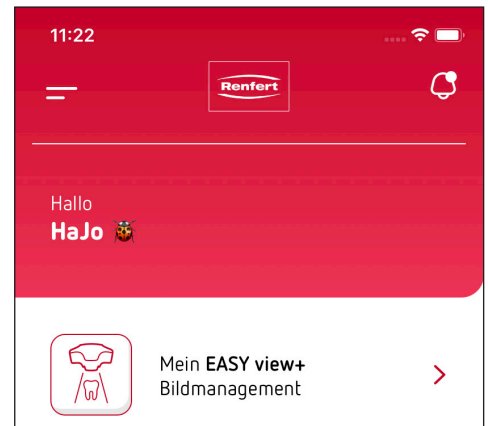 11:22
Renfert
Hallo
HaJo 🐞
Mein EASY view+
Bildmanagement